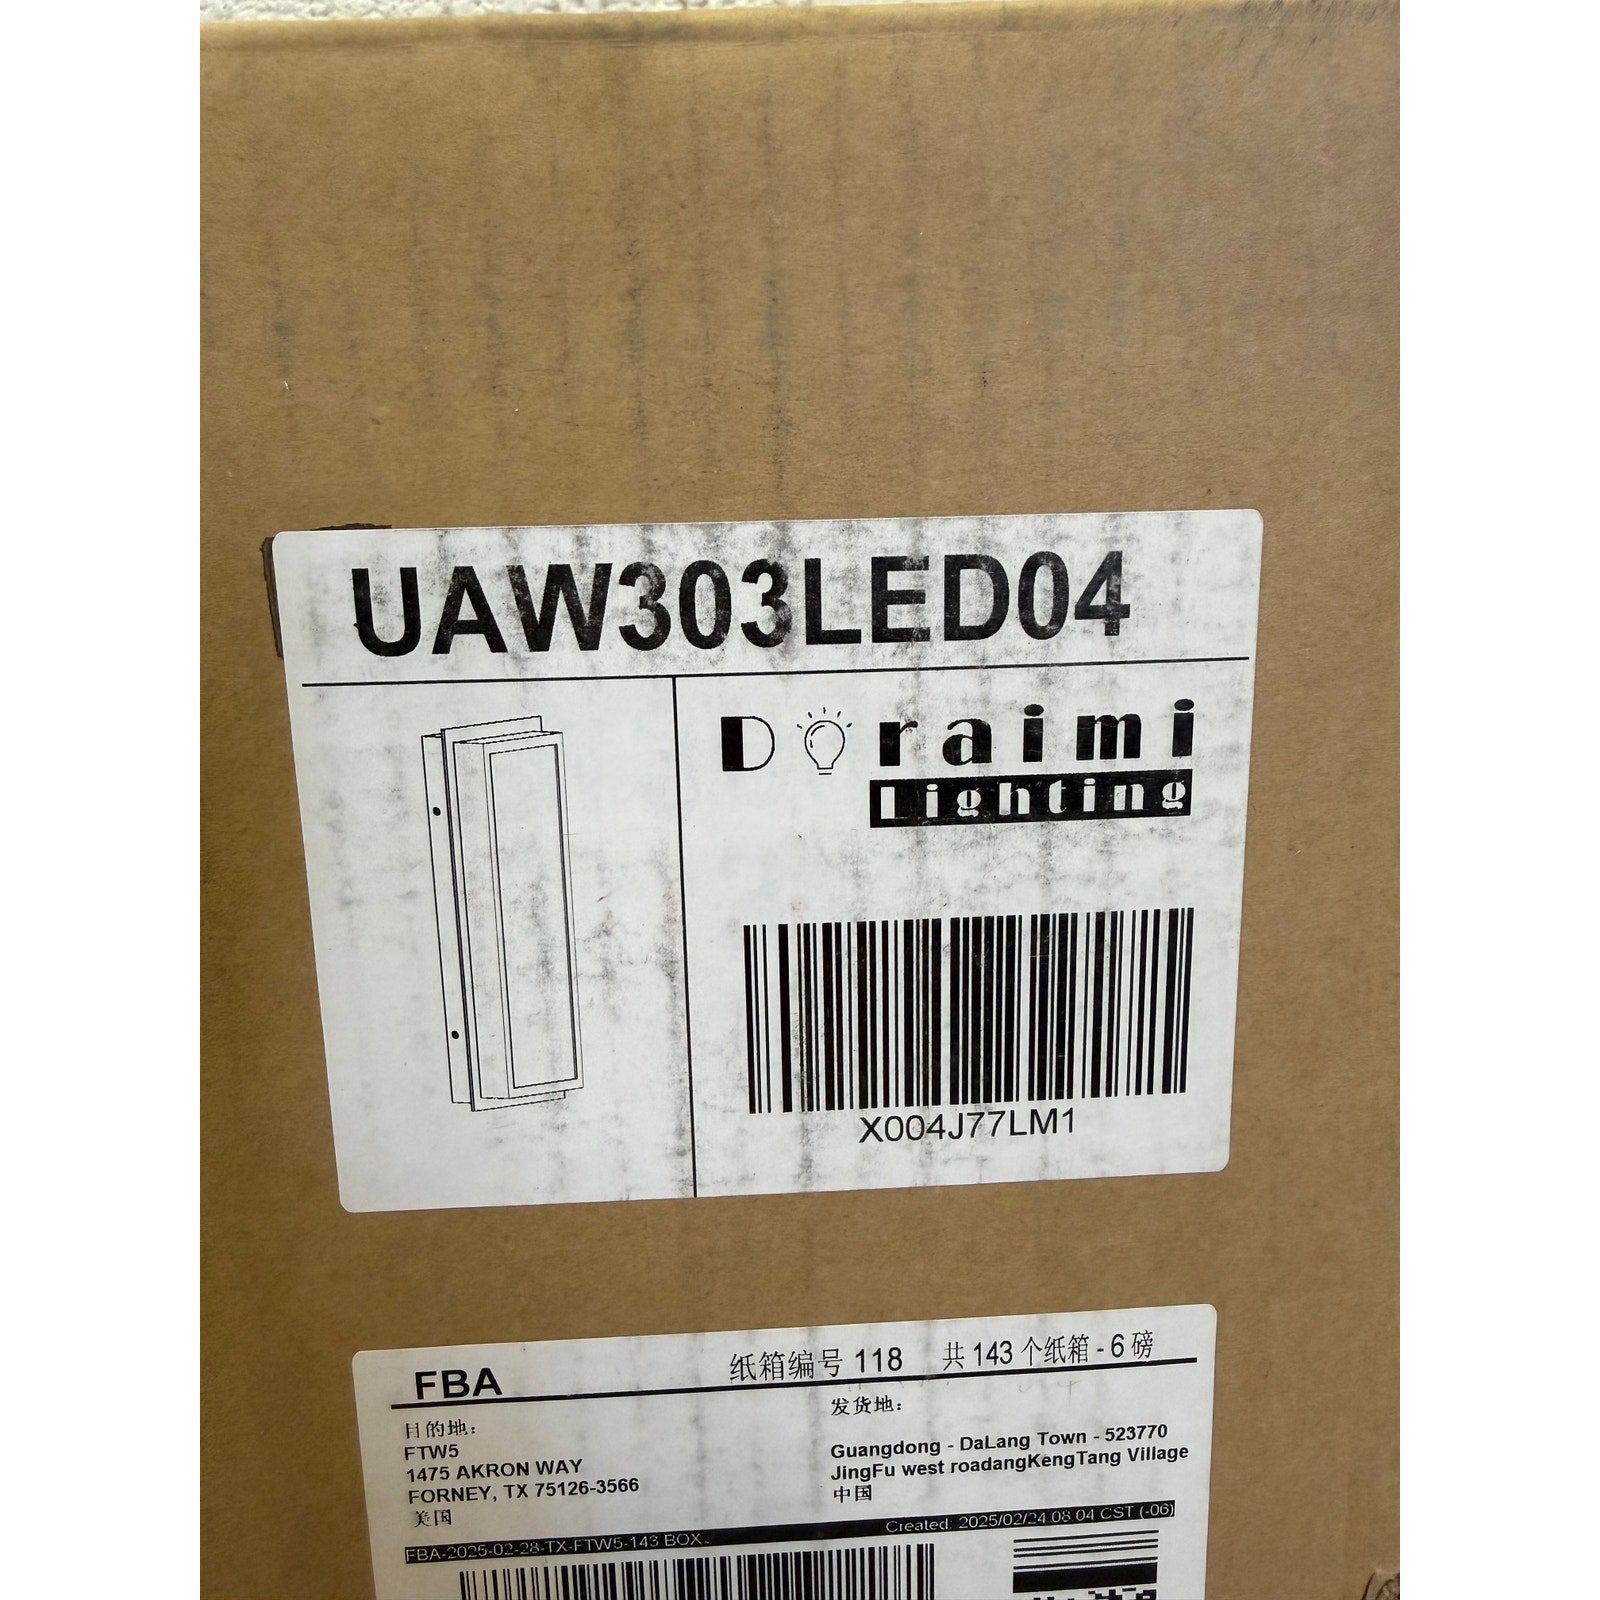 UAW303LED04
Doraimi
Lighting
X004J77LM1
FBA
纸箱编号 118 共 143 个纸箱 - 6 磅
目的地:
FTW5
1475 AKRON WAY
FORNEY, TX 75126-3566
美国
发货地:
Guangdong - DaLang Town - 523770
JingFu west roadangKengTang Village
中国
Created: 2025/02/24 08:04 CST (-06)
FBA-2025-02-28-TX-FTW5-143 BOX